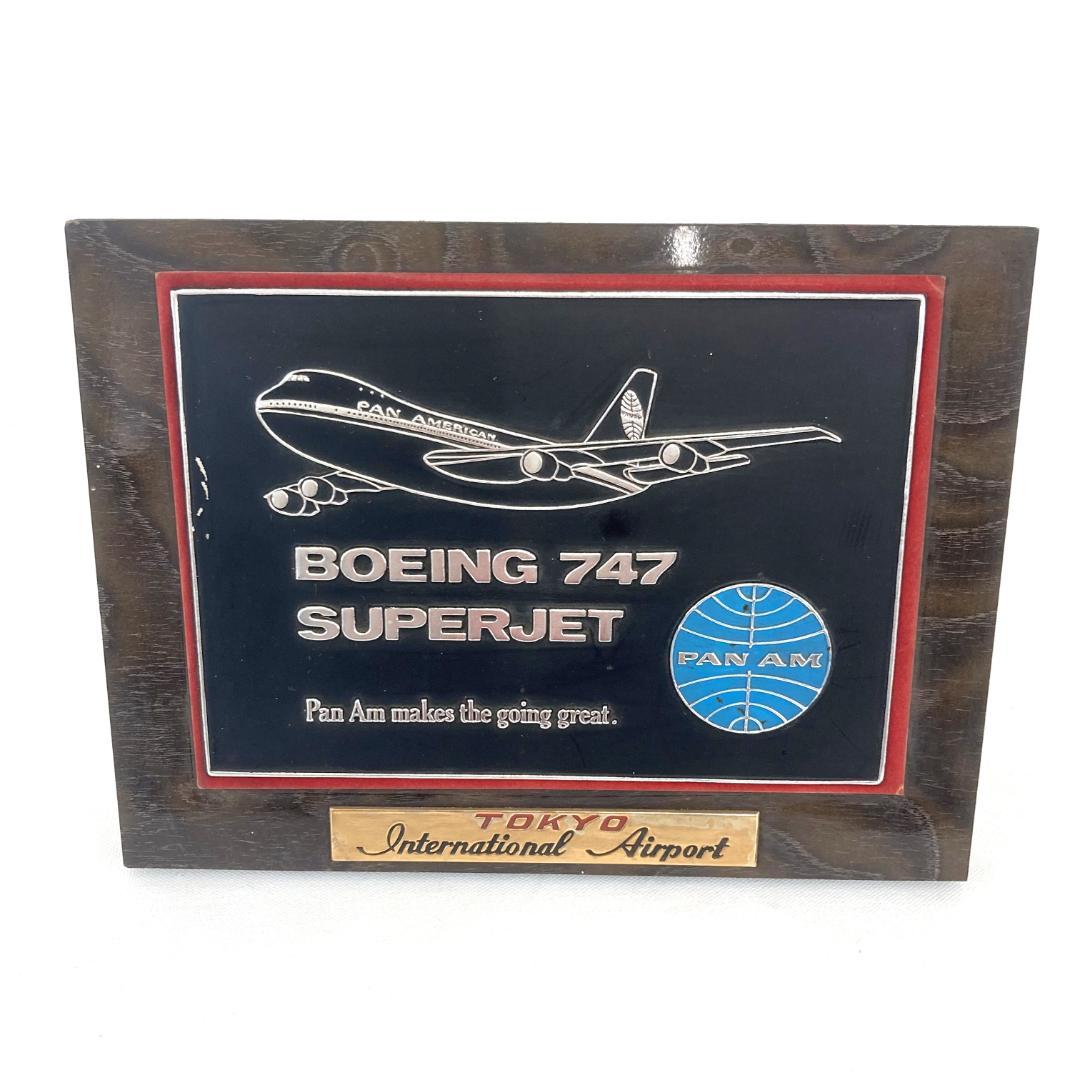 PAN AMERICAN
BOEING 747
SUPERJET
PAN AM
Pan Am makes the going great.
TOKYO
International Airport